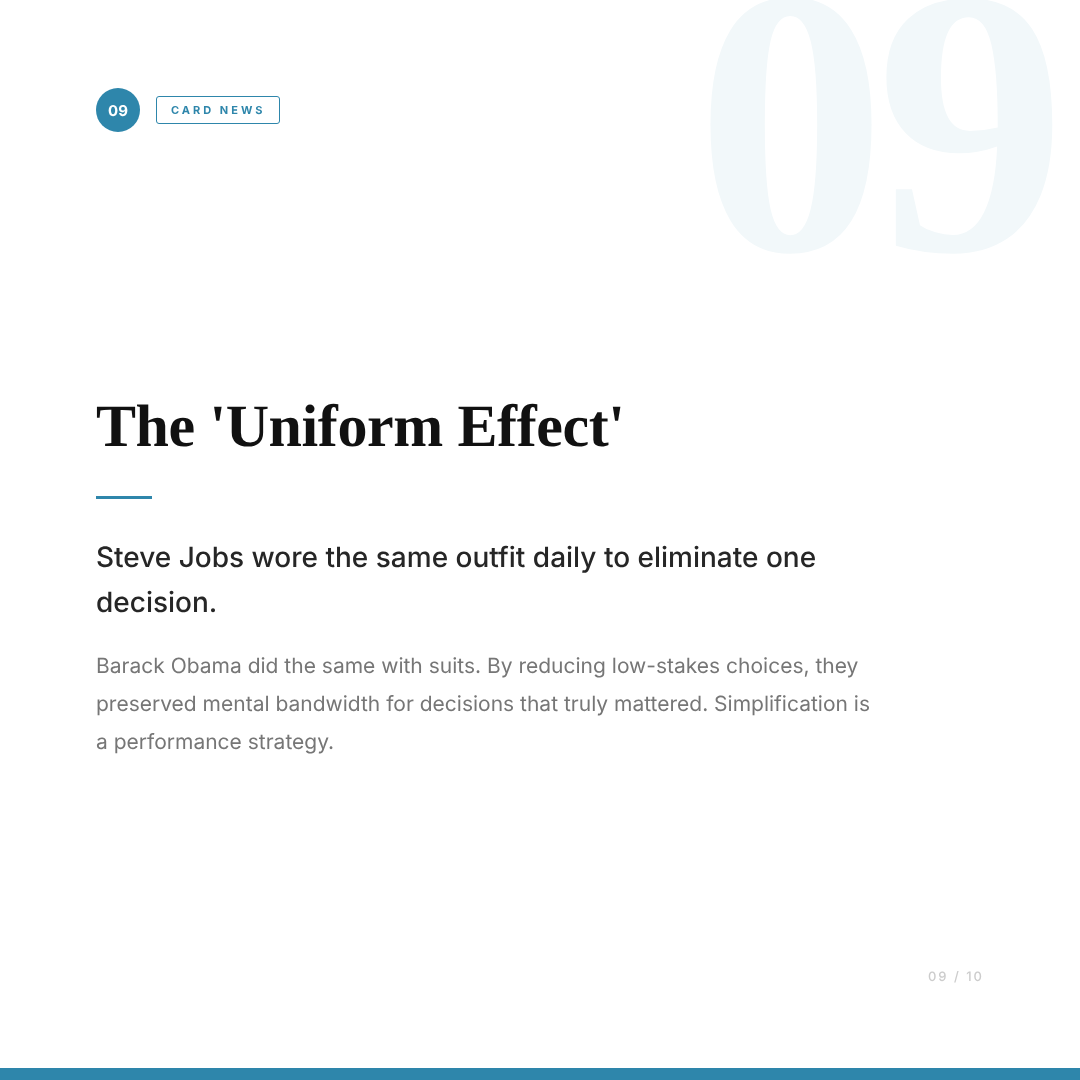 09
09
CARD NEWS
The 'Uniform Effect'
Steve Jobs wore the same outfit daily to eliminate one
decision.
Barack Obama did the same with suits. By reducing low-stakes choices, they
preserved mental bandwidth for decisions that truly mattered. Simplification is
a performance strategy.
09 / 10